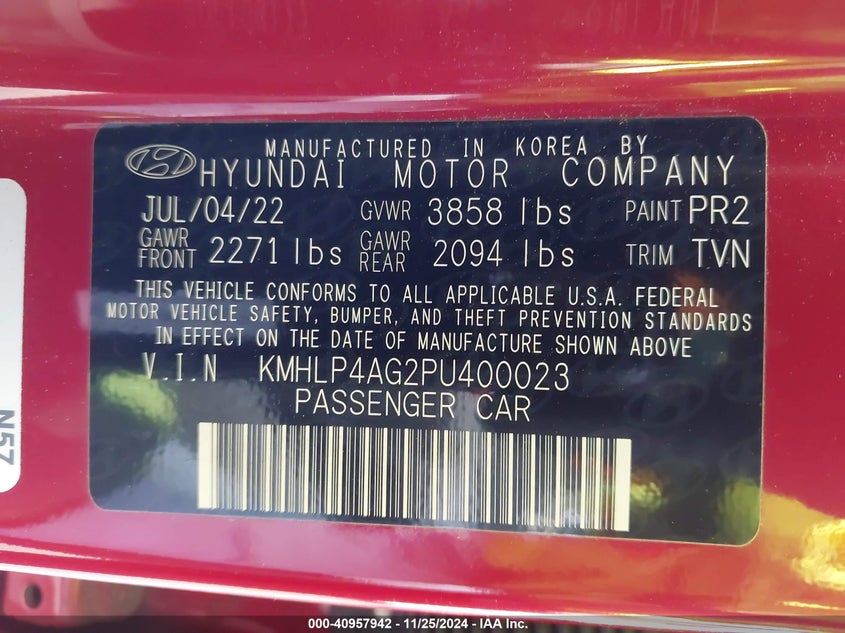 MANUFACTURED IN KOREA BY
HYUNDAI MOTOR COMPANY
JUL/04/22 GVWR 3858 lbs PAINT PR2
GAWR FRONT 2271 lbs GAWR REAR 2094 lbs TRIM TVN
THIS VEHICLE CONFORMS TO ALL APPLICABLE U.S.A. FEDERAL
MOTOR VEHICLE SAFETY, BUMPER, AND THEFT PREVENTION STANDARDS
IN EFFECT ON THE DATE OF MANUFACTURE SHOWN ABOVE
V.I.N KMHLP4AG2PU400023
PASSENGER CAR
N57
000-40957942 - 11/25/2024 - IAA Inc.